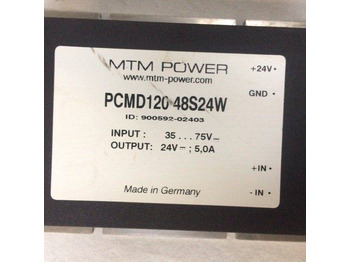 MTM POWER
www.mtm-power.com
+24V•
GND •
PCMD120 48S24W
ID: 900592-02403
INPUT: 35...75V⎓
OUTPUT: 24V⎓; 5,0A
+IN•
-IN•
Made in Germany